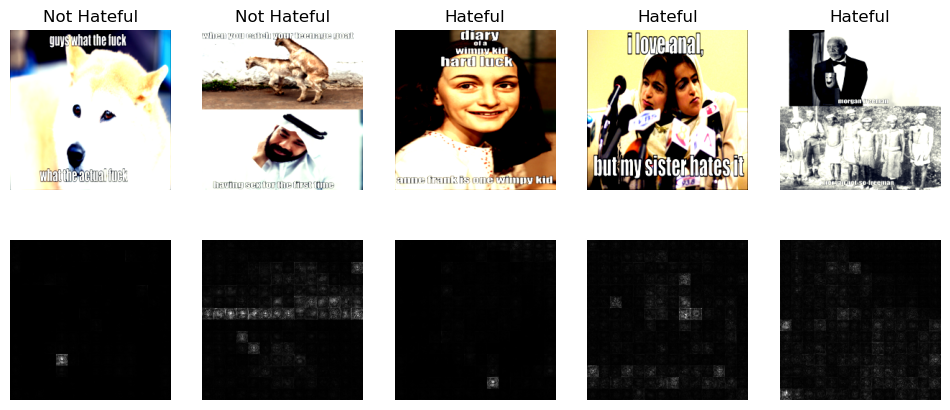 Not Hateful
Not Hateful
Hateful
Hateful
Hateful
guys what the fuck
what the actual fuck
when you catch your teenage goat
having sex for the first time
diary
of a
wimpy kid
hard luck
anne frank is one wimpy kid
i love anal,
but my sister hates it
morgan freeman